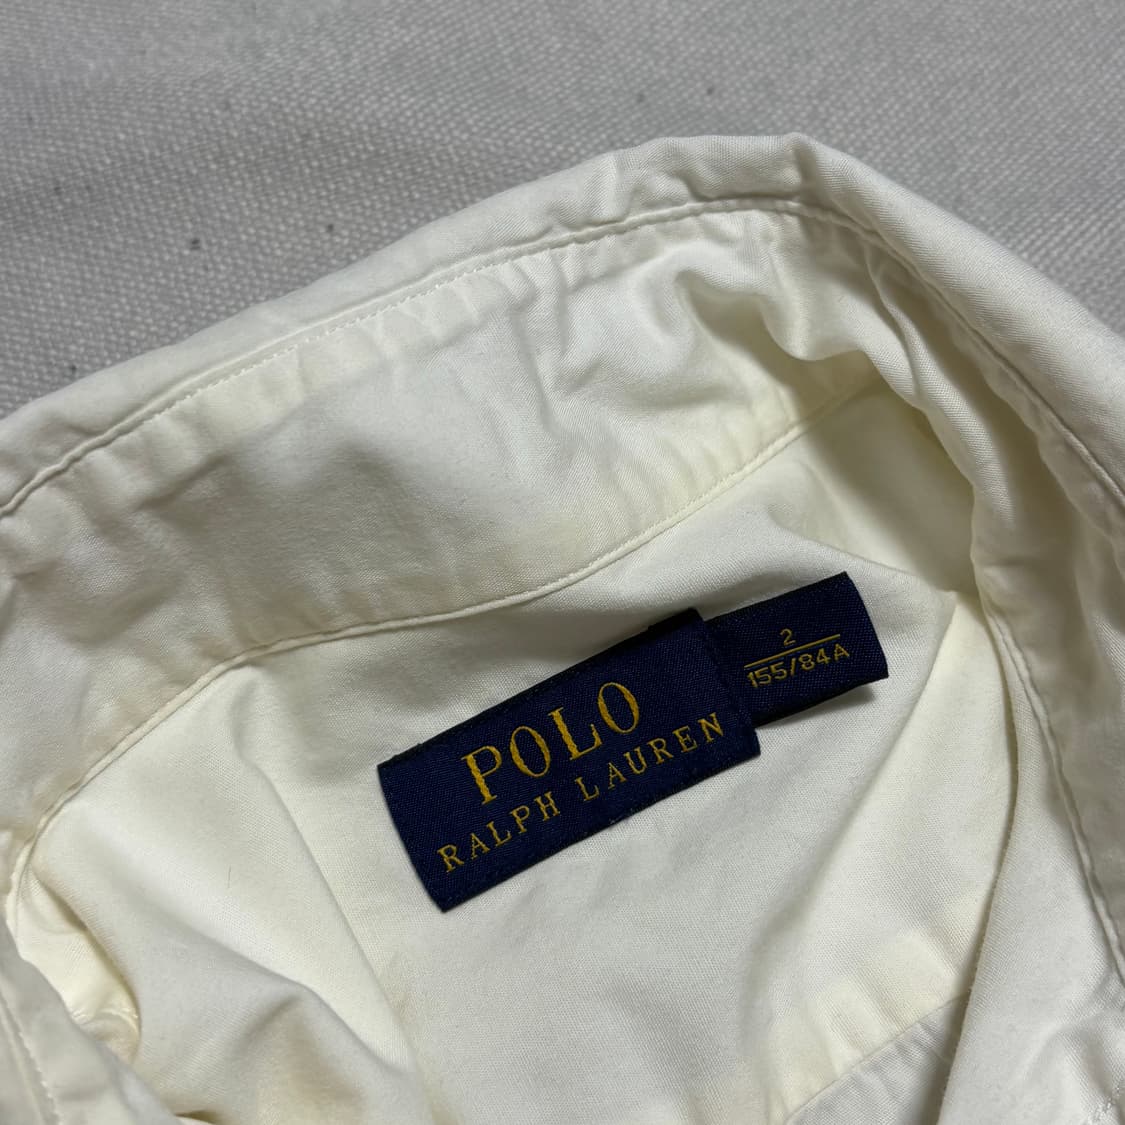 POLO
RALPH LAUREN
2
155/84A